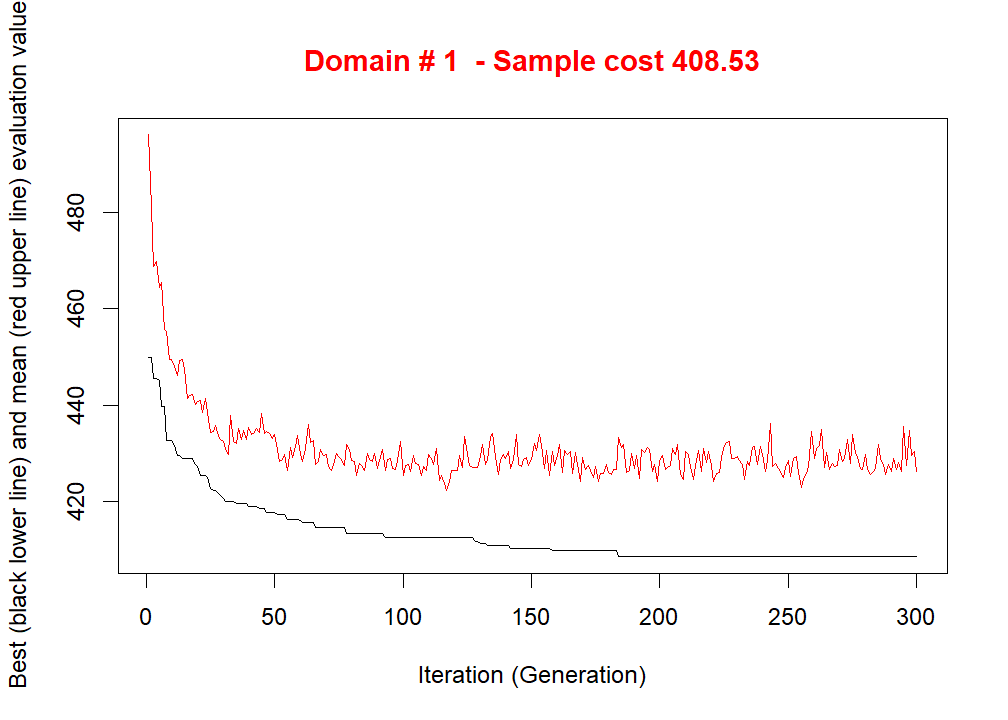 Domain # 1  - Sample cost 408.53
Best (black lower line) and mean (red upper line) evaluation value
480
460
440
420
0 50 100 150 200 250 300
Iteration (Generation)